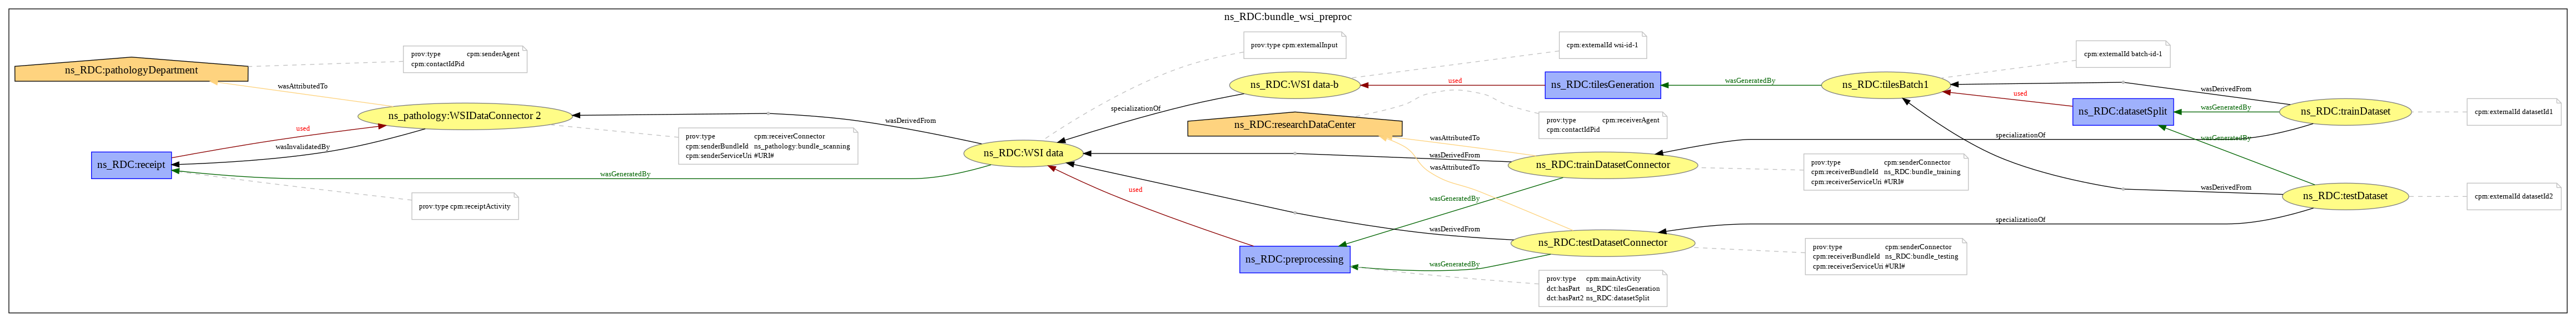 ns_RDC:bundle_wsi_preproc
ns_RDC:pathologyDepartment
prov:type cpm:senderAgent
cpm:contactIdPid
wasAttributedTo
ns_pathology:WSIDataConnector 2
used
wasInvalidatedBy
ns_RDC:receipt
prov:type cpm:receiverConnector
cpm:senderBundleId ns_pathology:bundle_scanning
cpm:senderServiceUri #URI#
wasGeneratedBy
prov:type cpm:receiptActivity
wasDerivedFrom
ns_RDC:WSI data
prov:type cpm:externalInput
specializationOf
ns_RDC:WSI data-b
cpm:externalId wsi-id-1
used
ns_RDC:tilesGeneration
wasGeneratedBy
ns_RDC:tilesBatch1
cpm:externalId batch-id-1
ns_RDC:researchDataCenter
prov:type cpm:receiverAgent
cpm:contactIdPid
wasAttributedTo
wasDerivedFrom
wasAttributedTo
ns_RDC:trainDatasetConnector
prov:type cpm:senderConnector
cpm:receiverBundleId ns_RDC:bundle_training
cpm:receiverServiceUri #URI#
used
wasGeneratedBy
wasDerivedFrom
ns_RDC:testDatasetConnector
prov:type cpm:senderConnector
cpm:receiverBundleId ns_RDC:bundle_testing
cpm:receiverServiceUri #URI#
ns_RDC:preprocessing
wasGeneratedBy
prov:type cpm:mainActivity
dct:hasPart ns_RDC:tilesGeneration
dct:hasPart2 ns_RDC:datasetSplit
wasDerivedFrom
used
ns_RDC:datasetSplit
wasGeneratedBy
ns_RDC:trainDataset
cpm:externalId datasetId1
specializationOf
wasGeneratedBy
wasDerivedFrom
ns_RDC:testDataset
cpm:externalId datasetId2
specializationOf